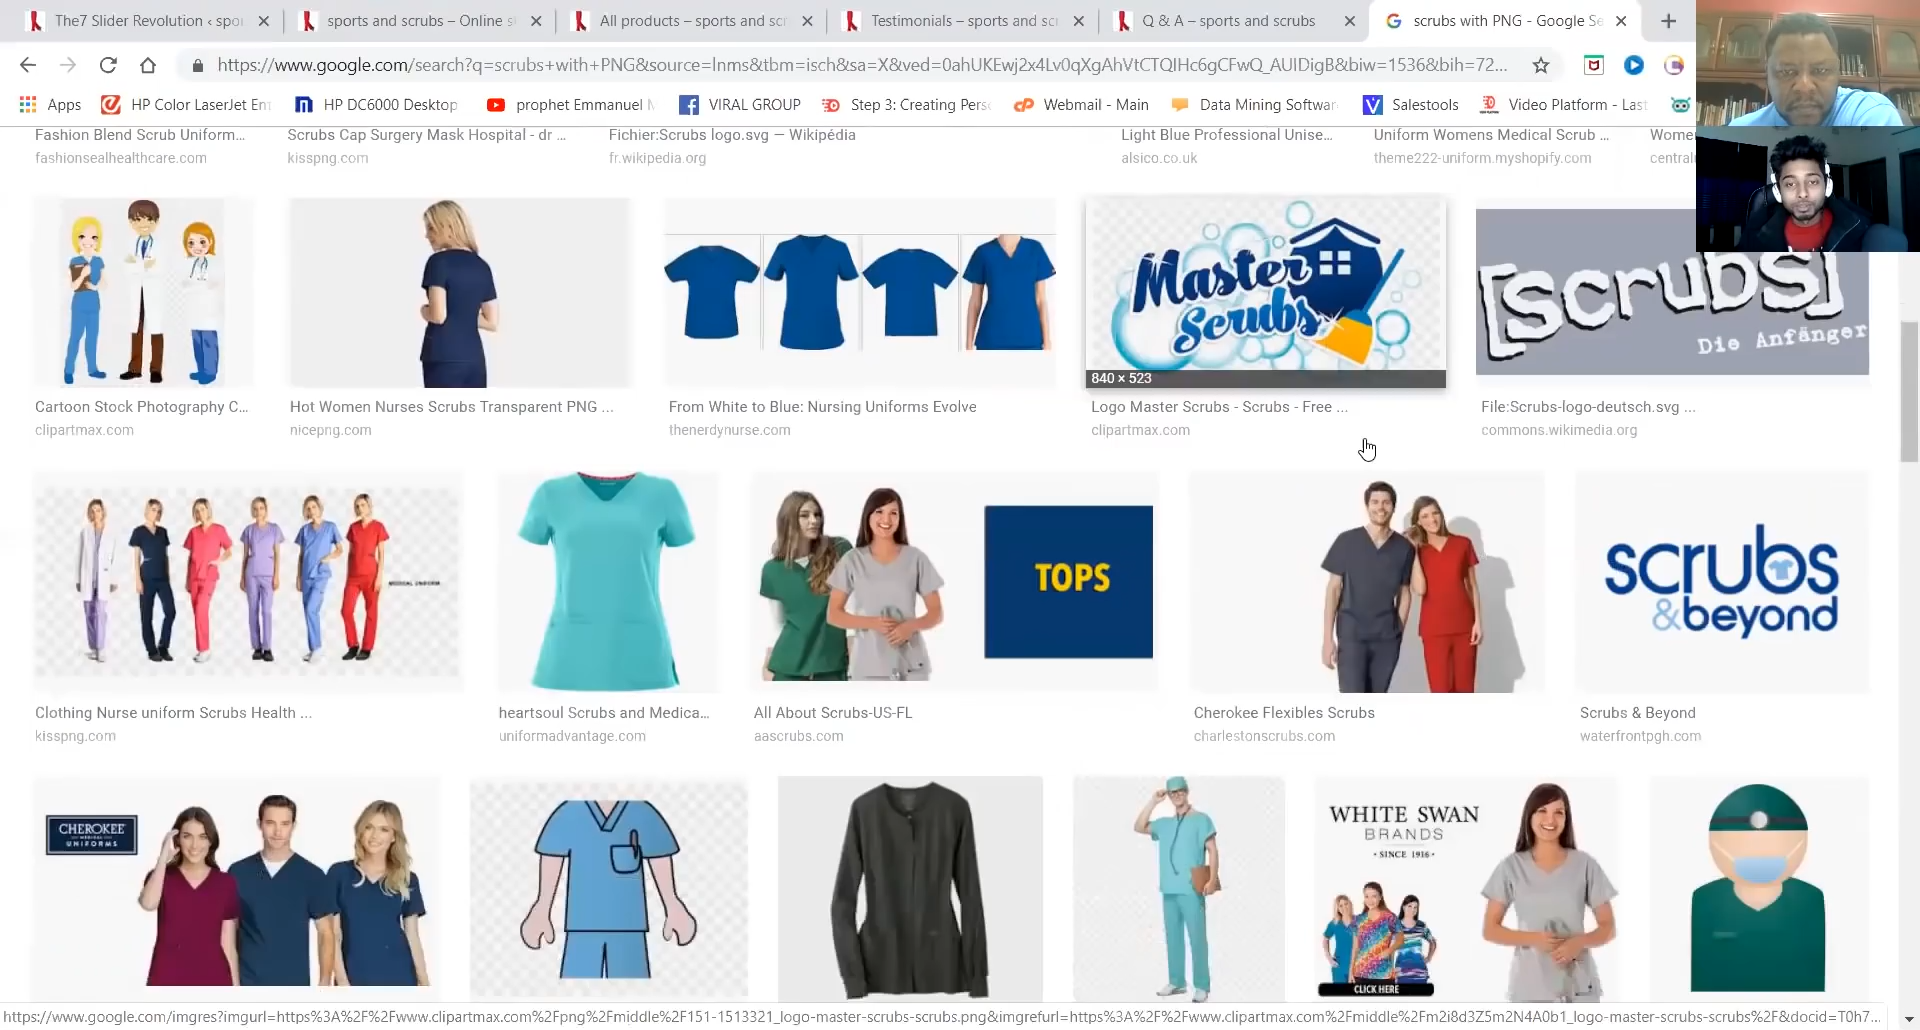 The7 Slider Revolution ‹ spo
sports and scrubs – Online s
All products – sports and scr
Testimonials – sports and scr
Q & A – sports and scrubs
scrubs with PNG - Google Se
https://www.google.com/search?q=scrubs+with+PNG&source=lnms&tbm=isch&sa=X&ved=0ahUKEwj2x4Lv0qXgAhVtCTQIHc6gCFwQ_AUIDigB&biw=1536&bih=72...
Apps
HP Color LaserJet En
HP DC6000 Desktop
prophet Emmanuel M
VIRAL GROUP
Step 3: Creating Pers
Webmail - Main
Data Mining Softwar
Salestools
Video Platform - Last
Fashion Blend Scrub Uniform...
fashionsealhealthcare.com
Scrubs Cap Surgery Mask Hospital - dr ...
kisspng.com
Fichier:Scrubs logo.svg — Wikipédia
fr.wikipedia.org
Light Blue Professional Unise...
alsico.co.uk
Uniform Womens Medical Scrub ...
theme222-uniform.myshopify.com
Wome
central
Master
Scrubs
840 × 523
[scrubs]
Die Anfänger
Cartoon Stock Photography C...
clipartmax.com
Hot Women Nurses Scrubs Transparent PNG ...
nicepng.com
From White to Blue: Nursing Uniforms Evolve
thenerdynurse.com
Logo Master Scrubs - Scrubs - Free ...
clipartmax.com
File:Scrubs-logo-deutsch.svg ...
commons.wikimedia.org
MEDICAL UNIFORM
TOPS
scrubs
&beyond
Clothing Nurse uniform Scrubs Health ...
kisspng.com
heartsoul Scrubs and Medica...
uniformadvantage.com
All About Scrubs-US-FL
aascrubs.com
Cherokee Flexibles Scrubs
charlestonscrubs.com
Scrubs & Beyond
waterfrontpgh.com
CHEROKEE
MEDICAL
UNIFORMS
WHITE SWAN
BRANDS
• SINCE 1916 •
CLICK HERE
https://www.google.com/imgres?imgurl=https%3A%2F%2Fwww.clipartmax.com%2Fpng%2Fmiddle%2F151-1513321_logo-master-scrubs-scrubs.png&imgrefurl=https%3A%2F%2Fwww.clipartmax.com%2Fmiddle%2Fm2i8d3Z5m2N4A0b1_logo-master-scrubs-scrubs%2F&docid=T0h7...